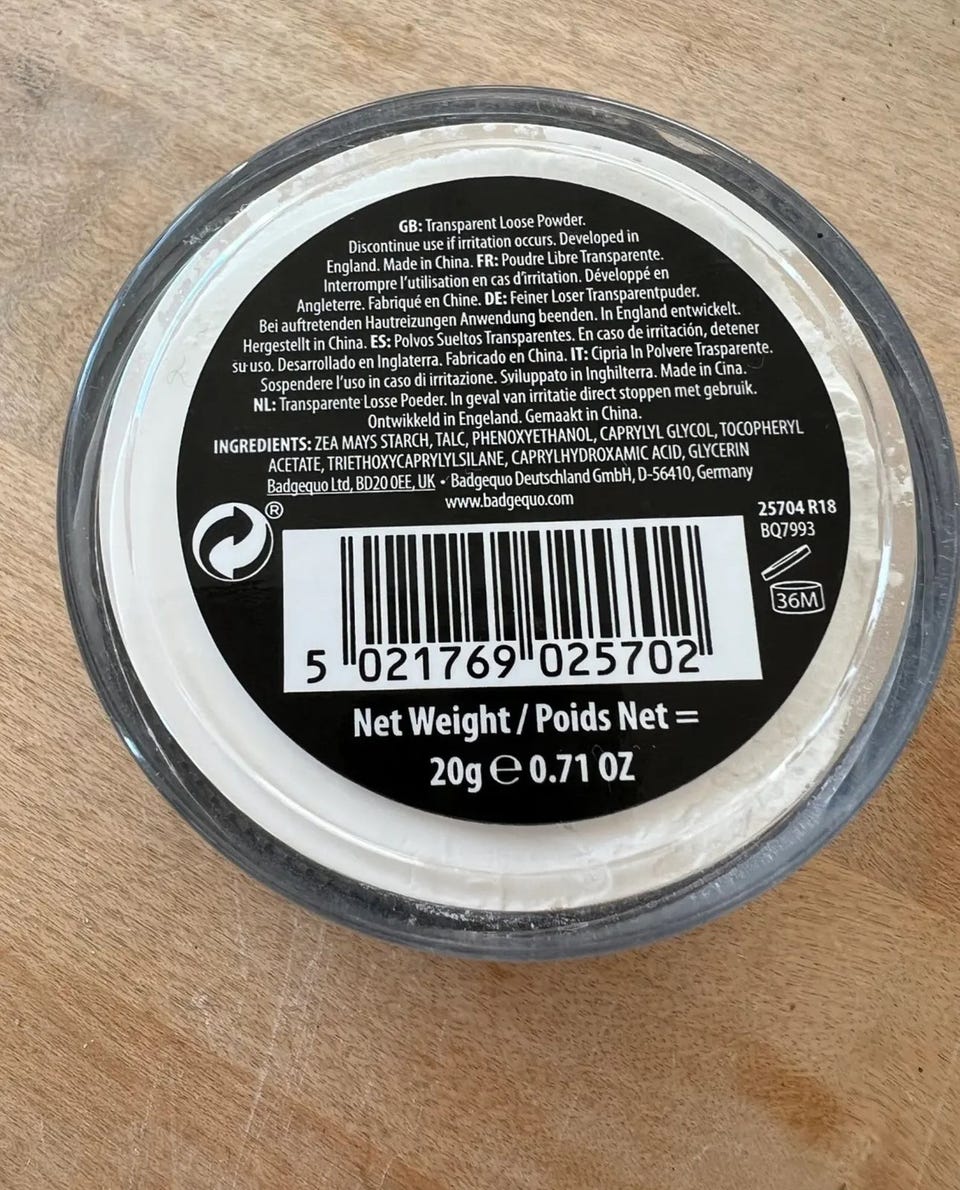 GB: Transparent Loose Powder.
Discontinue use if irritation occurs. Developed in
England. Made in China. FR: Poudre Libre Transparente.
Interrompre l'utilisation en cas d'irritation. Développé en
Angleterre. Fabriqué en Chine. DE: Feiner Loser Transparentpuder.
Bei auftretenden Hautreizungen Anwendung beenden. In England entwickelt.
Hergestellt in China. ES: Polvos Sueltos Transparentes. En caso de irritación, detener
su uso. Desarrollado en Inglaterra. Fabricado en China. IT: Cipria In Polvere Trasparente.
Sospendere l'uso in caso di irritazione. Sviluppato in Inghilterra. Made in Cina.
NL: Transparente Losse Poeder. In geval van irritatie direct stoppen met gebruik.
Ontwikkeld in Engeland. Gemaakt in China.
INGREDIENTS: ZEA MAYS STARCH, TALC, PHENOXYETHANOL, CAPRYLYL GLYCOL, TOCOPHERYL
ACETATE, TRIETHOXYCAPRYLYLSILANE, CAPRYLHYDROXAMIC ACID, GLYCERIN
Badgequo Ltd, BD20 0EE, UK • Badgequo Deutschland GmbH, D-56410, Germany
www.badgequo.com
25704 R18
BQ7993
®
36M
5 021769 025702
Net Weight / Poids Net =
20g ℮ 0.71 OZ